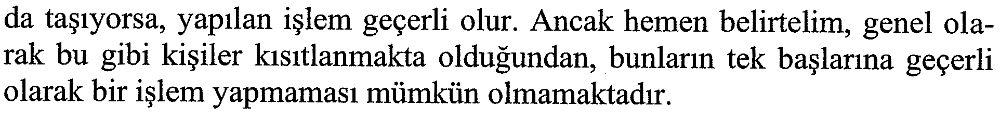 da taşıyorsa, yapılan işlem geçerli olur. Ancak hemen belirtelim, genel ola-
rak bu gibi kişiler kısıtlanmakta olduğundan, bunların tek başlarına geçerli
olarak bir işlem yapmaması mümkün olmamaktadır.